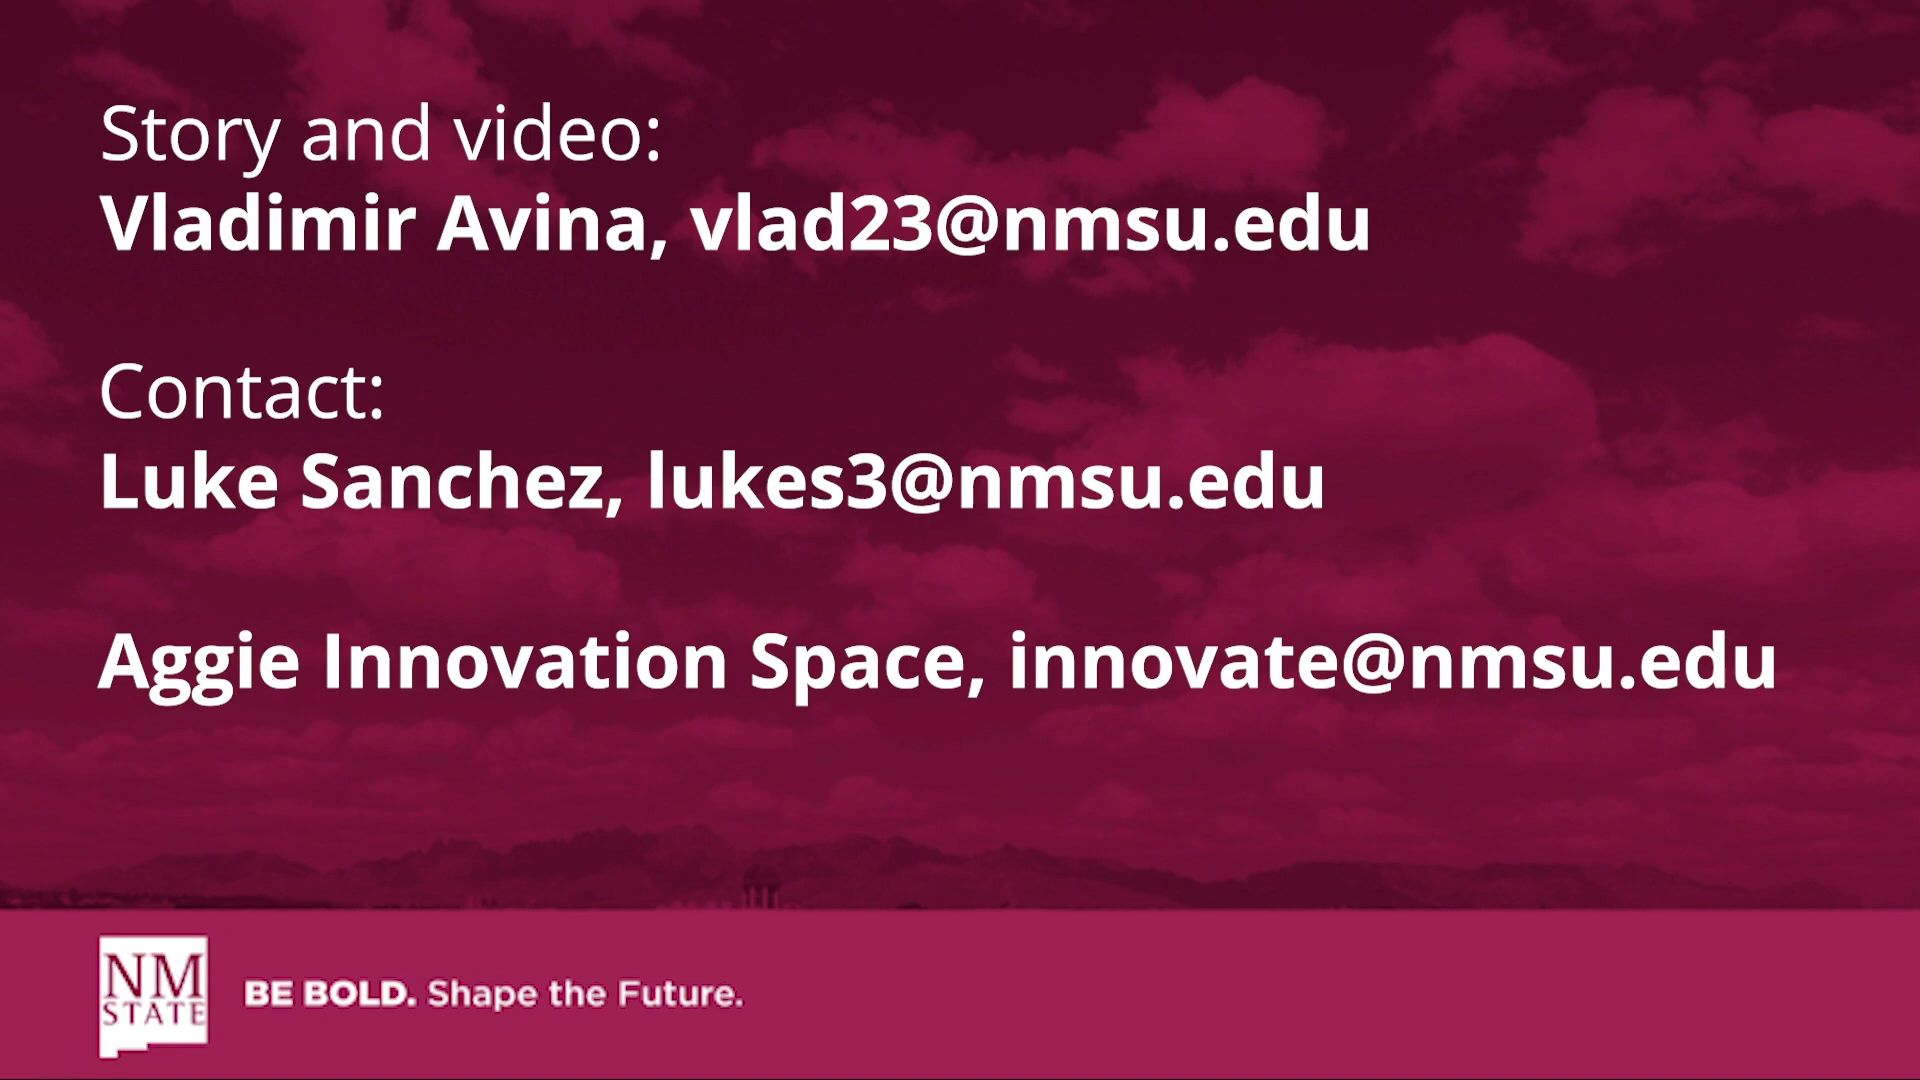 Story and video:
Vladimir Avina, vlad23@nmsu.edu
Contact:
Luke Sanchez, lukes3@nmsu.edu
Aggie Innovation Space, innovate@nmsu.edu
NM
STATE
BE BOLD. Shape the Future.